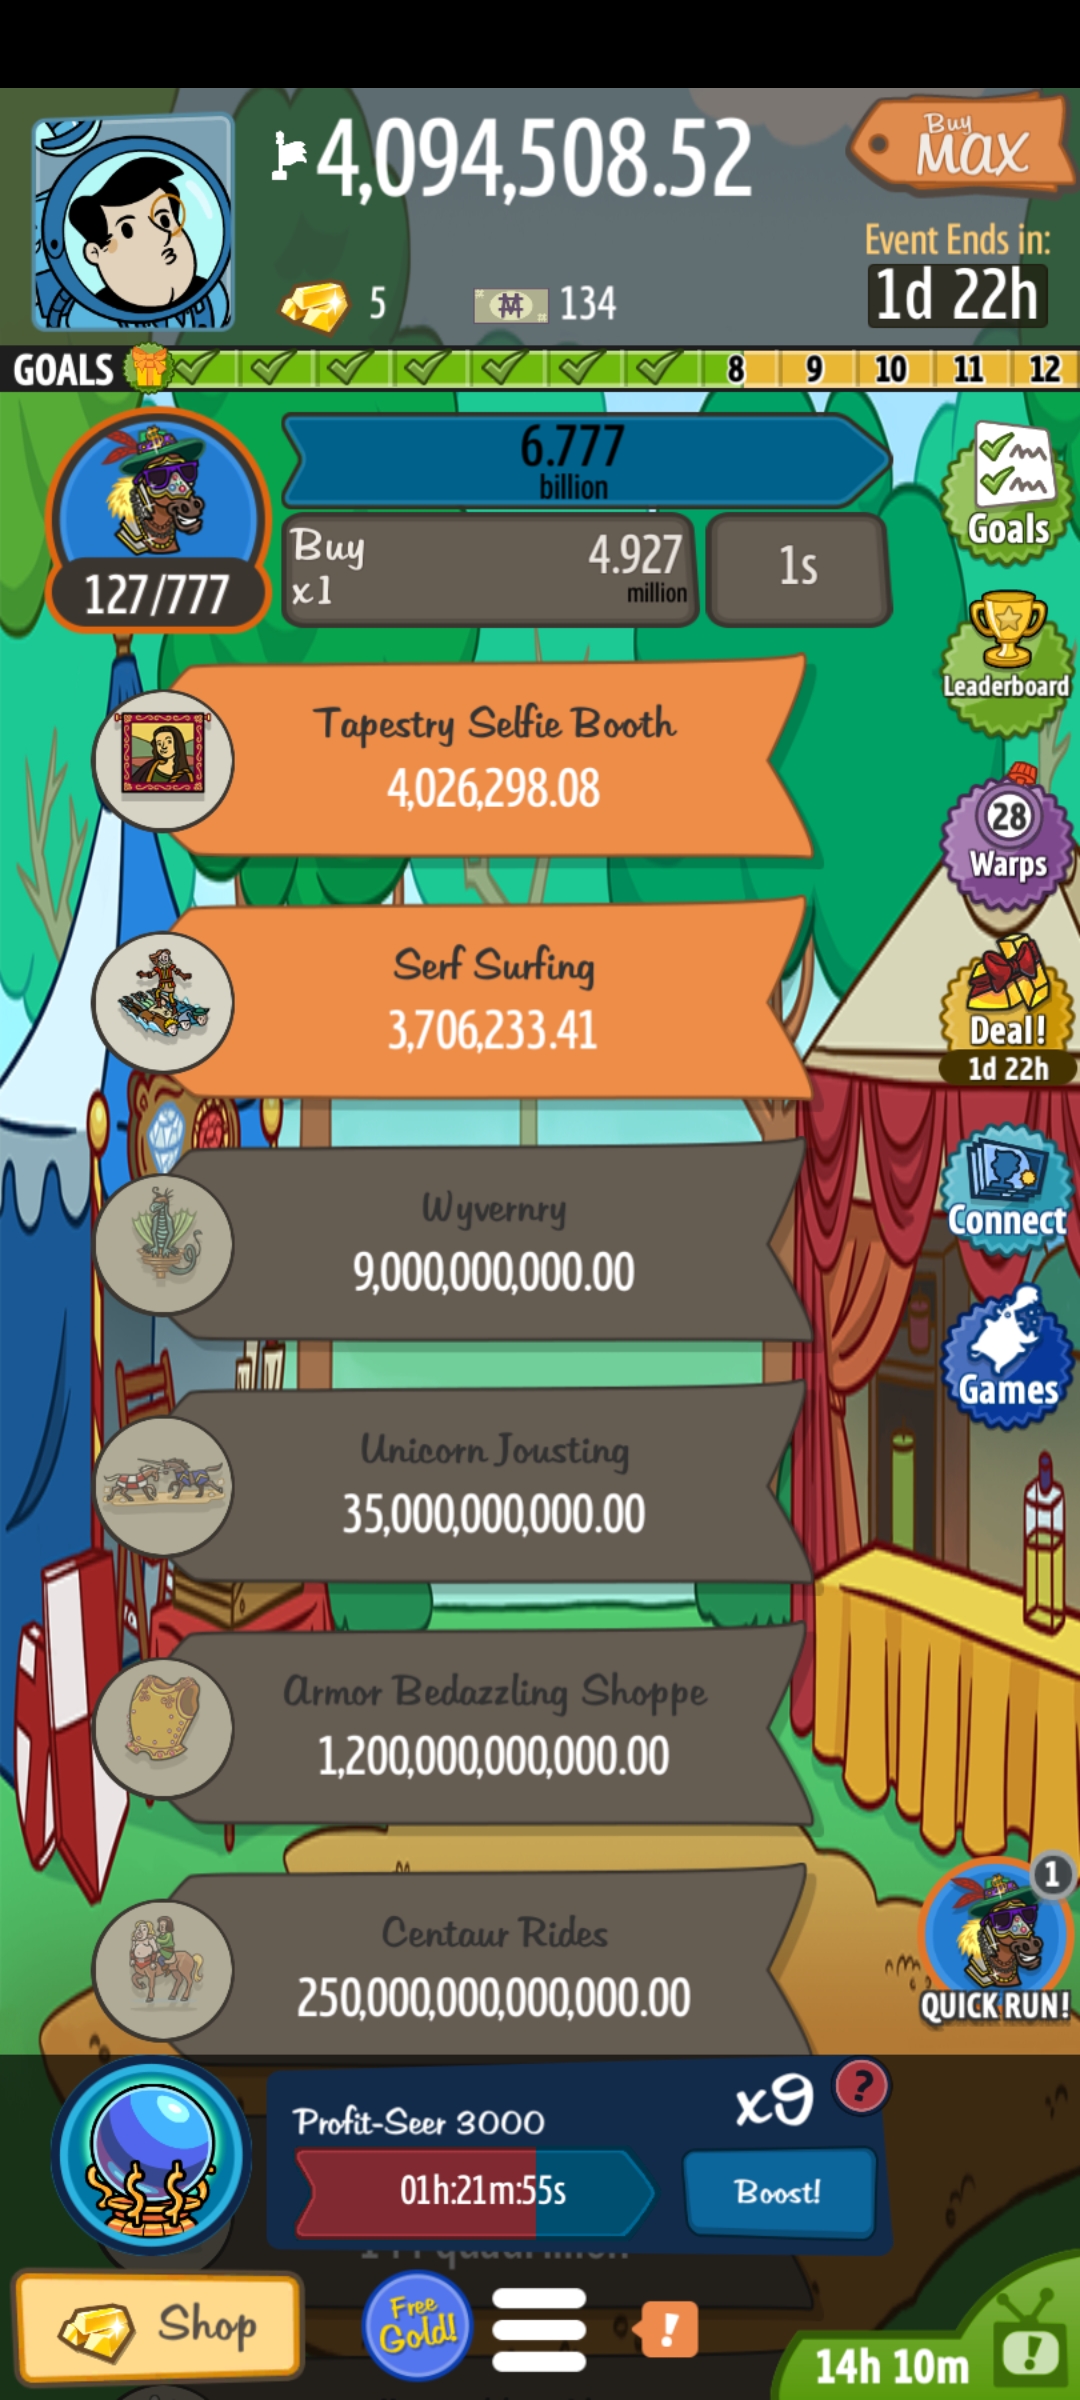 4,094,508.52
Buy
MAX
5
134
Event Ends in:
1d 22h
GOALS
8
9
10
11
12
6.777
billion
127/777
Buy
x1
4.927
million
1s
Goals
Tapestry Selfie Booth
4,026,298.08
Leaderboard
28
Warps
Serf Surfing
3,706,233.41
Deal!
1d 22h
Wyvernry
9,000,000,000.00
Connect
Games
Unicorn Jousting
35,000,000,000.00
Armor Bedazzling Shoppe
1,200,000,000,000.00
Centaur Rides
250,000,000,000,000.00
1
QUICK RUN!
Profit-Seer 3000
x9
?
01h:21m:55s
Boost!
Shop
Free
Gold!
!
14h 10m
!